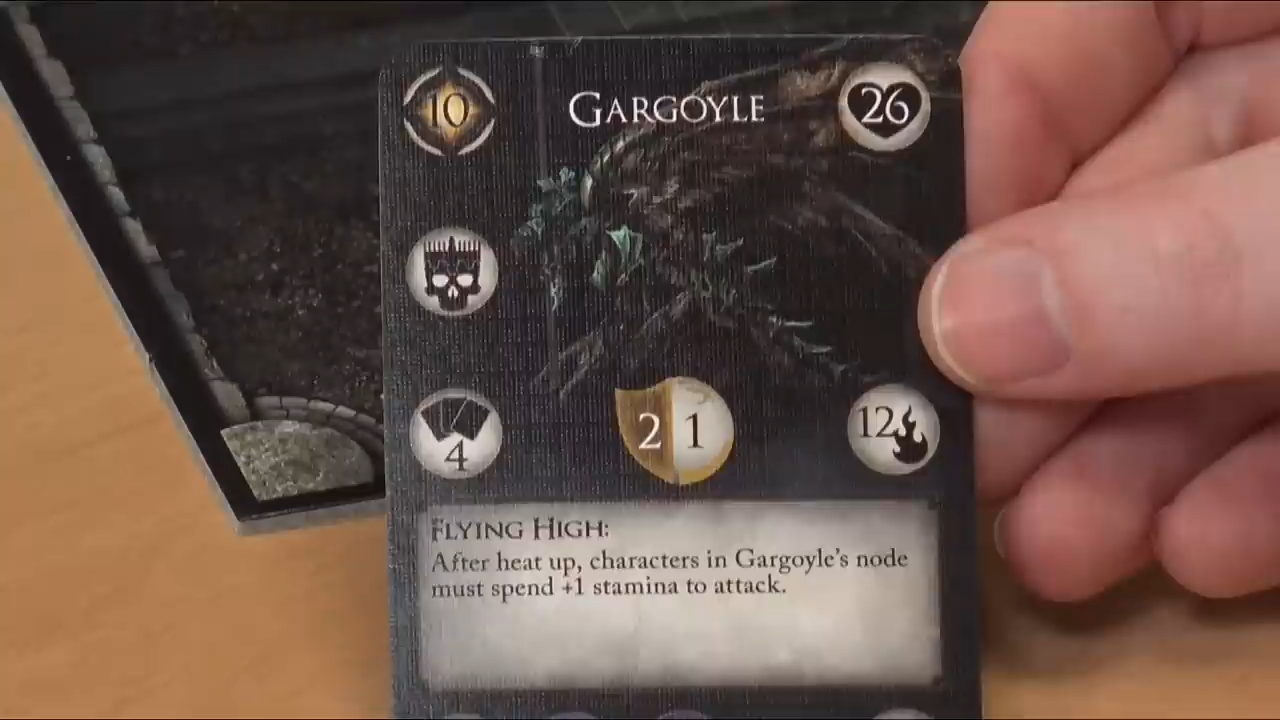 10
GARGOYLE
26
4
2 1
12
FLYING HIGH:
After heat up, characters in Gargoyle's node
must spend +1 stamina to attack.